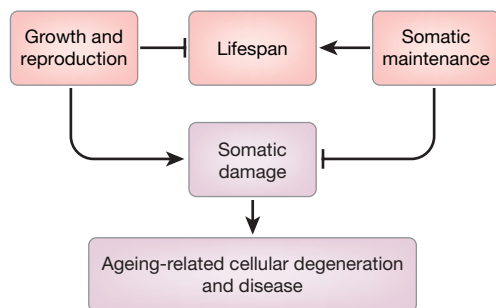 Growth and
reproduction
Lifespan
Somatic
maintenance
Somatic
damage
Ageing-related cellular degeneration
and disease